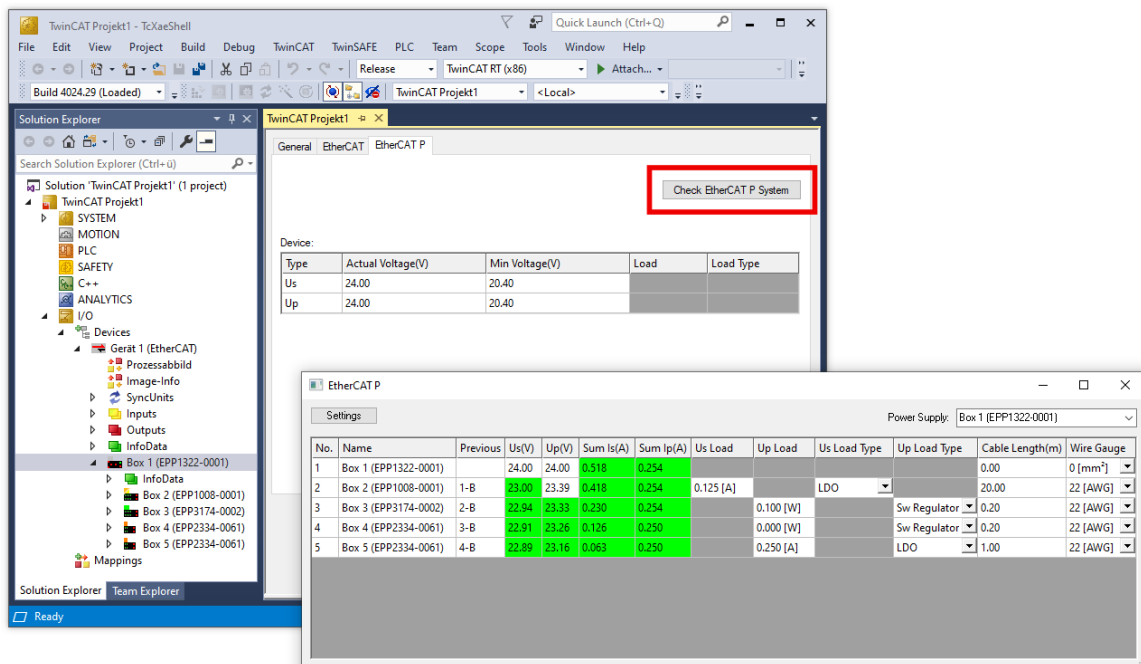 TwinCAT Projekt1 - TcXaeShell
Quick Launch (Ctrl+Q)
File Edit View Project Build Debug TwinCAT TwinSAFE PLC Team Scope Tools Window Help
Release TwinCAT RT (x86) Attach...
Build 4024.29 (Loaded) TwinCAT Projekt1 <Local>
Solution Explorer
Search Solution Explorer (Ctrl+ü)
Solution 'TwinCAT Projekt1' (1 project)
TwinCAT Projekt1
SYSTEM
MOTION
PLC
SAFETY
C++
ANALYTICS
I/O
Devices
Gerät 1 (EtherCAT)
Prozessabbild
Image-Info
SyncUnits
Inputs
Outputs
InfoData
Box 1 (EPP1322-0001)
InfoData
Box 2 (EPP1008-0001)
Box 3 (EPP3174-0002)
Box 4 (EPP2334-0061)
Box 5 (EPP2334-0061)
Mappings
Solution Explorer Team Explorer
Ready
TwinCAT Projekt1
General EtherCAT EtherCAT P
Check EtherCAT P System
Device:
Type Actual Voltage(V) Min Voltage(V) Load Load Type
Us 24.00 20.40
Up 24.00 20.40
EtherCAT P
Settings
Power Supply: Box 1 (EPP1322-0001)
No. Name Previous Us(V) Up(V) Sum Is(A) Sum Ip(A) Us Load Up Load Us Load Type Up Load Type Cable Length(m) Wire Gauge
1 Box 1 (EPP1322-0001) 24.00 24.00 0.518 0.254 0.00 0 [mm²]
2 Box 2 (EPP1008-0001) 1-B 23.00 23.39 0.418 0.254 0.125 [A] LDO 20.00 22 [AWG]
3 Box 3 (EPP3174-0002) 2-B 22.94 23.33 0.230 0.254 0.100 [W] Sw Regulator 0.20 22 [AWG]
4 Box 4 (EPP2334-0061) 3-B 22.91 23.26 0.126 0.250 0.000 [W] Sw Regulator 0.20 22 [AWG]
5 Box 5 (EPP2334-0061) 4-B 22.89 23.16 0.063 0.250 0.250 [A] LDO 1.00 22 [AWG]